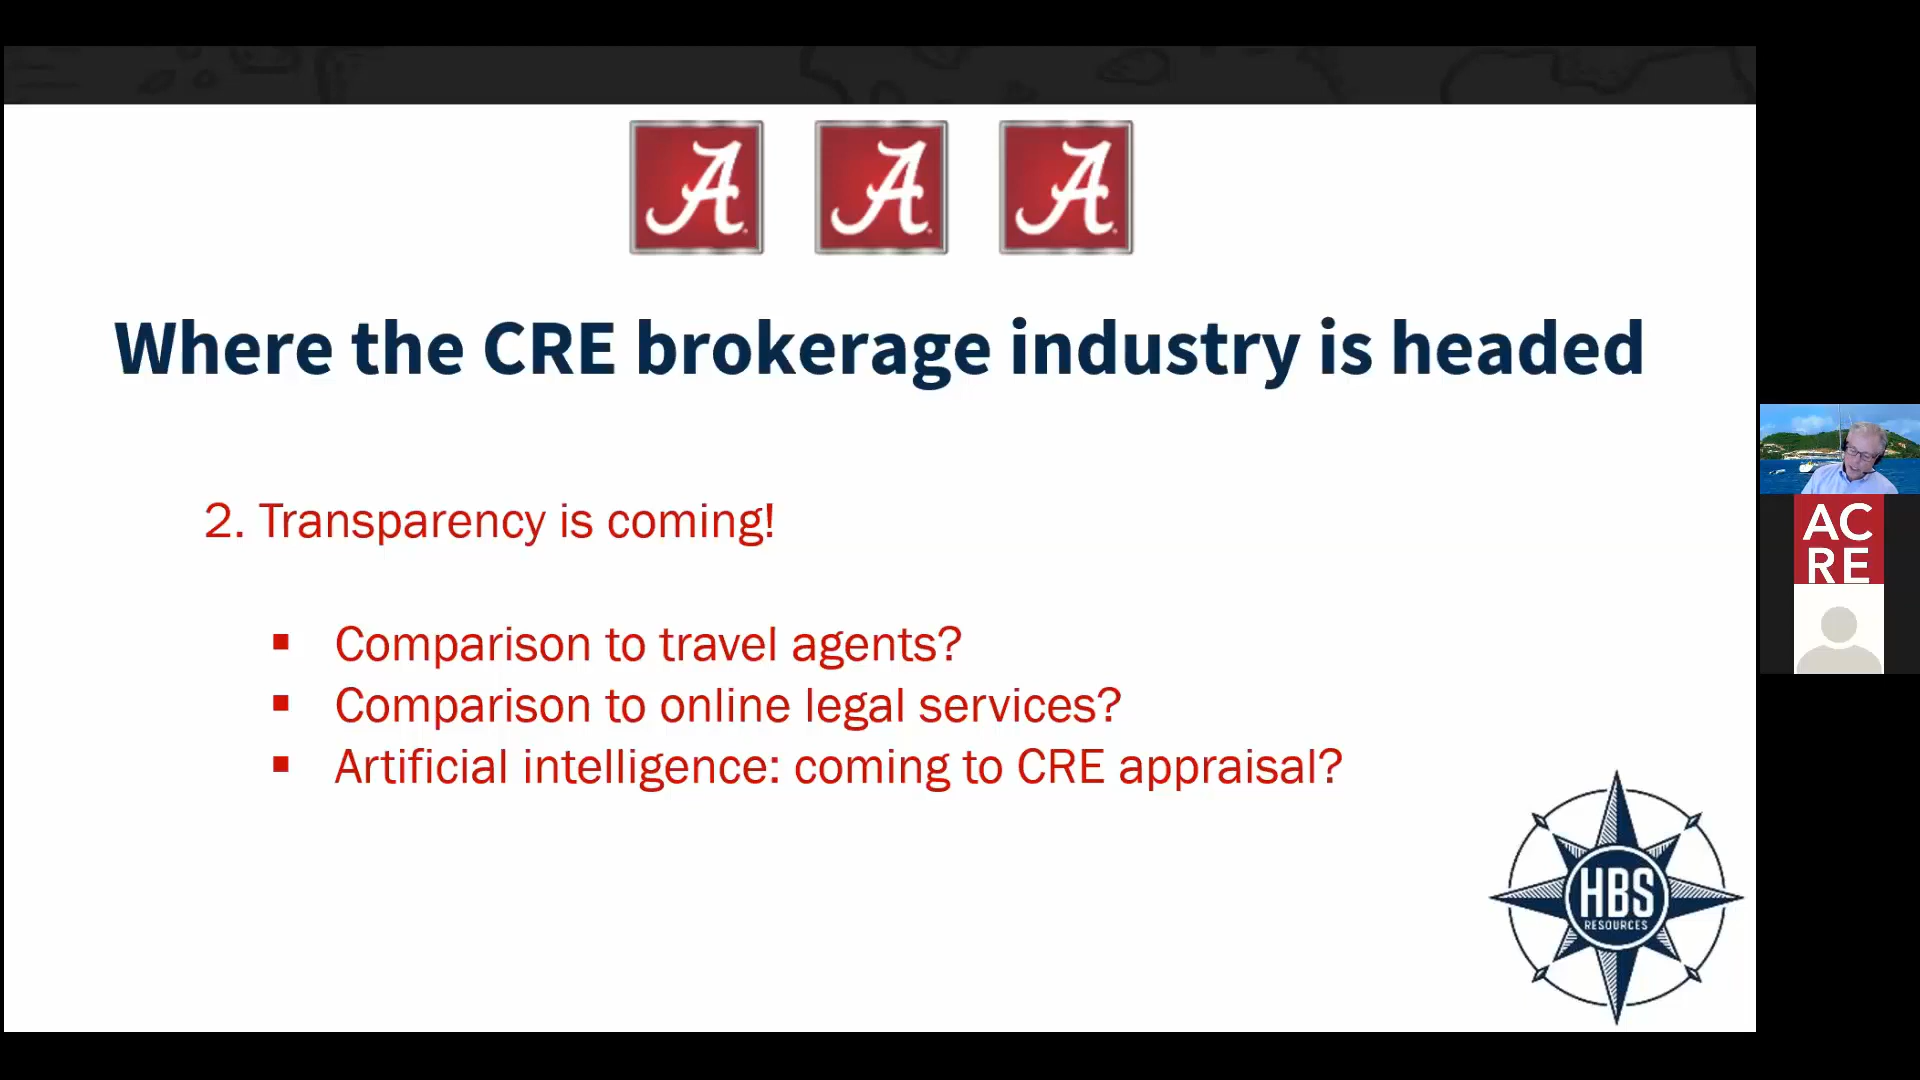 A A A
Where the CRE brokerage industry is headed
2. Transparency is coming!
▪ Comparison to travel agents?
▪ Comparison to online legal services?
▪ Artificial intelligence: coming to CRE appraisal?
HBS
RESOURCES
AC
RE